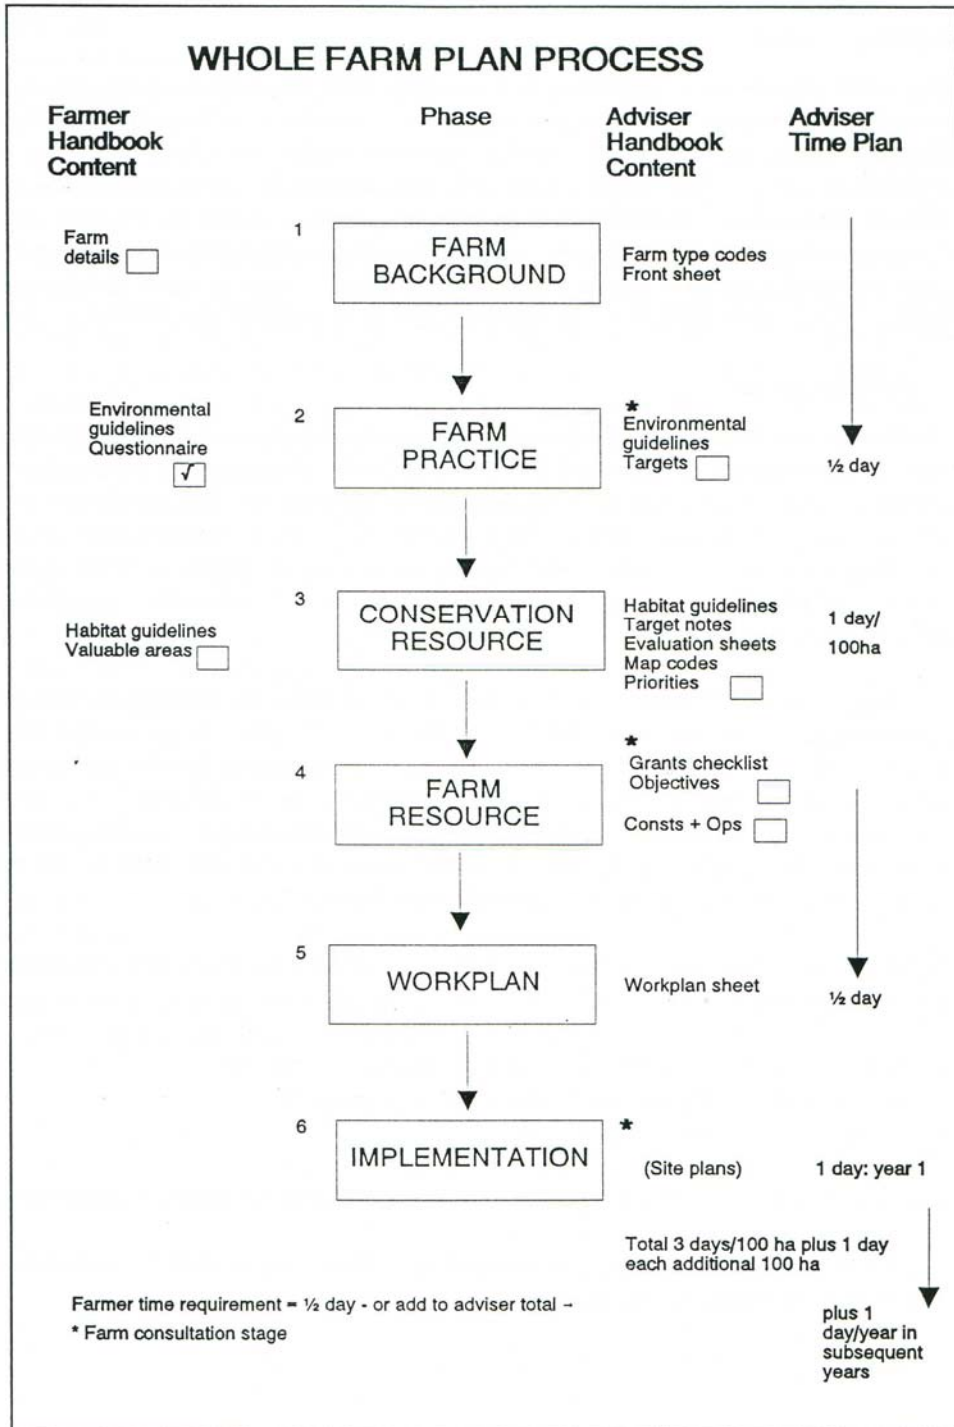 WHOLE FARM PLAN PROCESS
Farmer
Handbook
Content
Phase
Adviser
Handbook
Content
Adviser
Time Plan
Farm
details
1
FARM
BACKGROUND
Farm type codes
Front sheet
Environmental
guidelines
Questionnaire
√
2
FARM
PRACTICE
*
Environmental
guidelines
Targets
½ day
Habitat guidelines
Valuable areas
3
CONSERVATION
RESOURCE
Habitat guidelines
Target notes
Evaluation sheets
Map codes
Priorities
1 day/
100ha
4
FARM
RESOURCE
*
Grants checklist
Objectives
Consts + Ops
5
WORKPLAN
Workplan sheet
½ day
6
IMPLEMENTATION
*
(Site plans)
1 day: year 1
Total 3 days/100 ha plus 1 day
each additional 100 ha
Farmer time requirement = ½ day - or add to adviser total →
* Farm consultation stage
plus 1
day/year in
subsequent
years